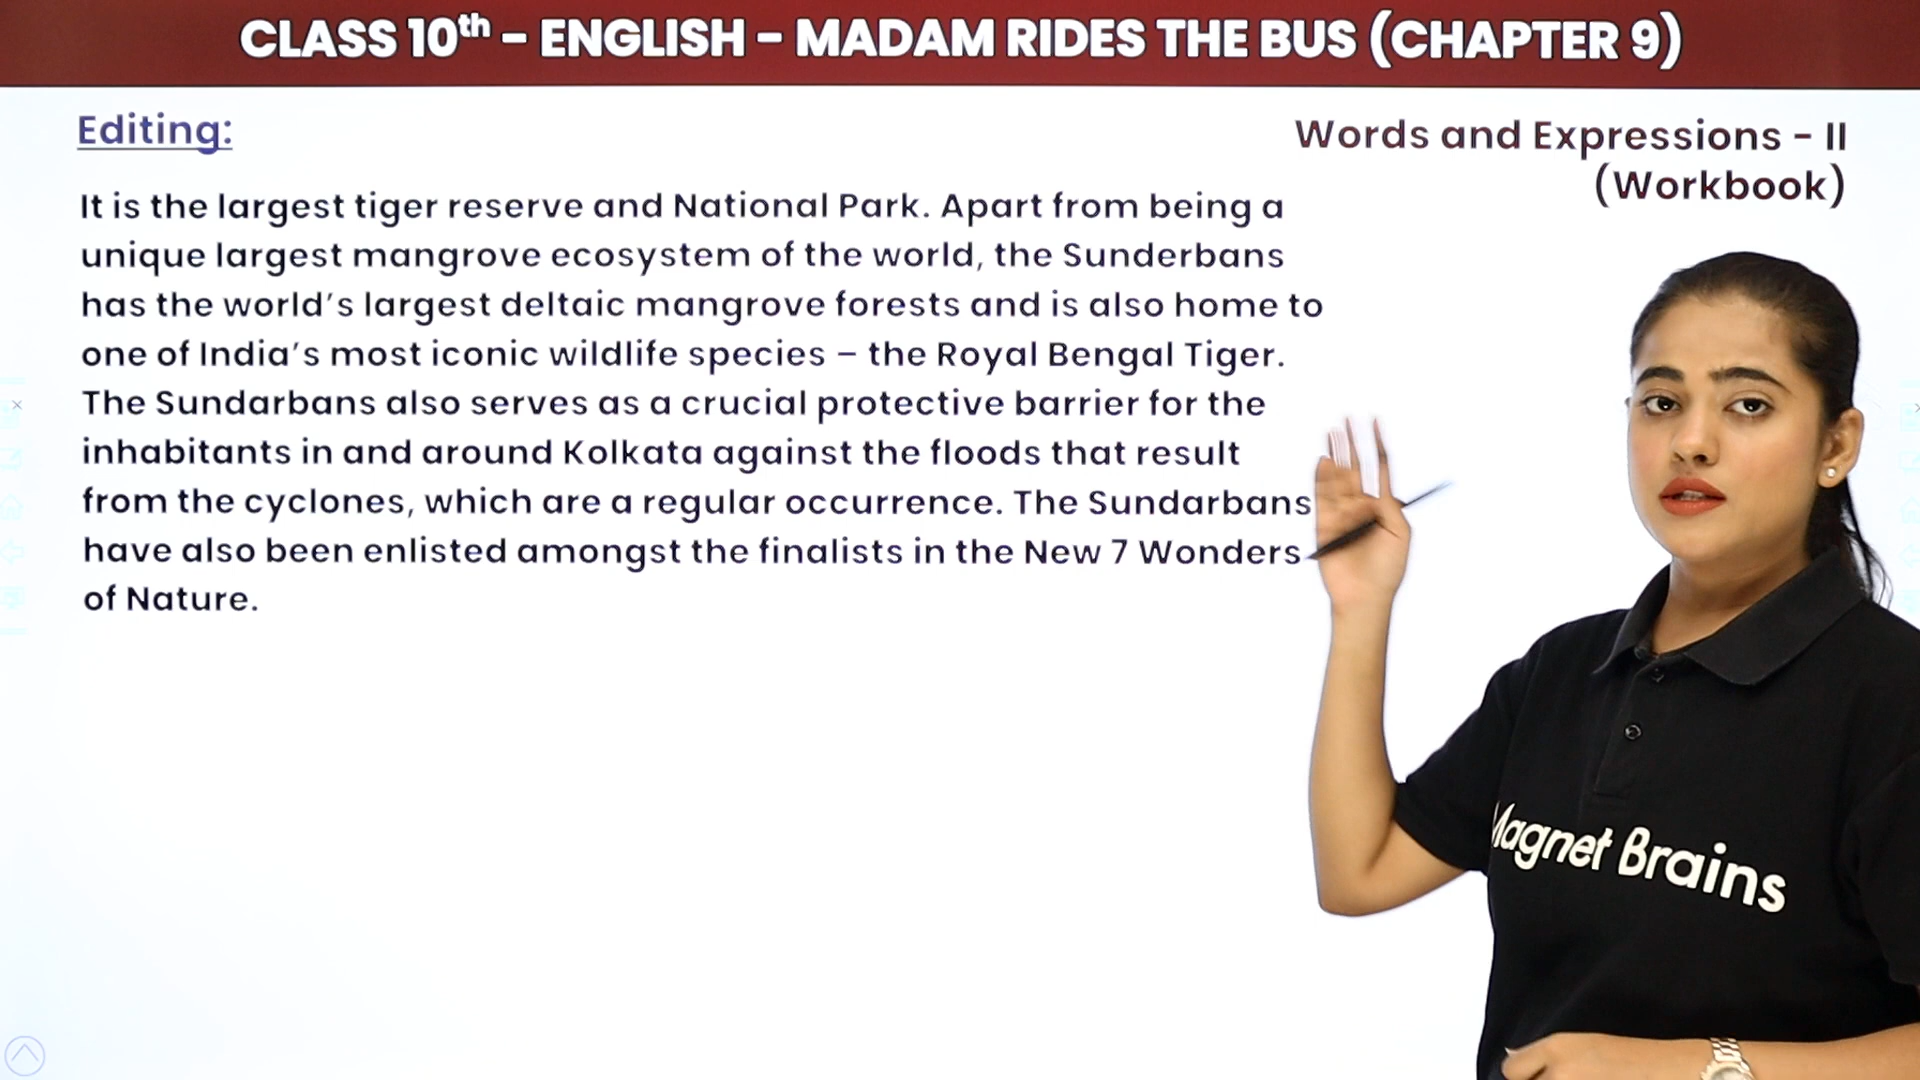 CLASS 10th - ENGLISH - MADAM RIDES THE BUS (CHAPTER 9)
Editing:
Words and Expressions - II
(Workbook)
It is the largest tiger reserve and National Park. Apart from being a
unique largest mangrove ecosystem of the world, the Sunderbans
has the world's largest deltaic mangrove forests and is also home to
one of India's most iconic wildlife species – the Royal Bengal Tiger.
The Sundarbans also serves as a crucial protective barrier for the
inhabitants in and around Kolkata against the floods that result
from the cyclones, which are a regular occurrence. The Sundarbans
have also been enlisted amongst the finalists in the New 7 Wonders
of Nature.
Magnet Brains